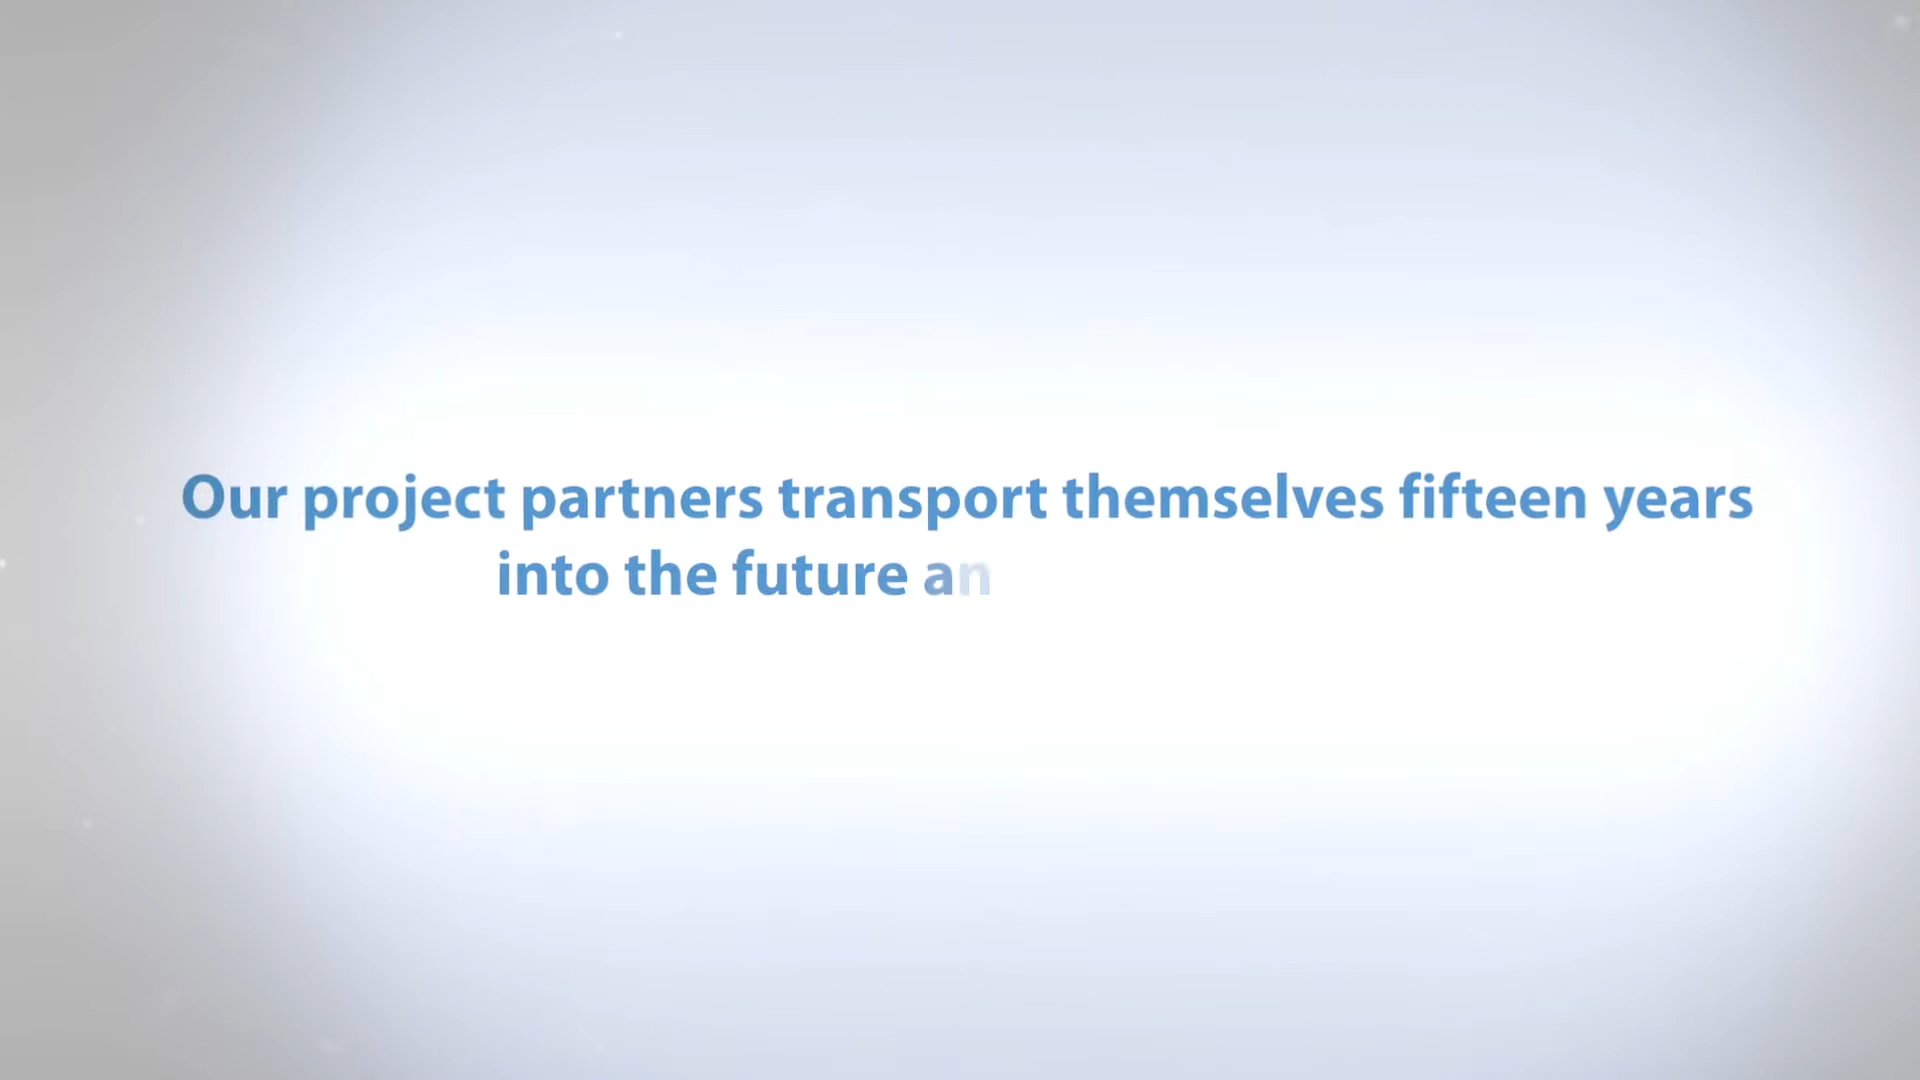 Our project partners transport themselves fifteen years
into the future an